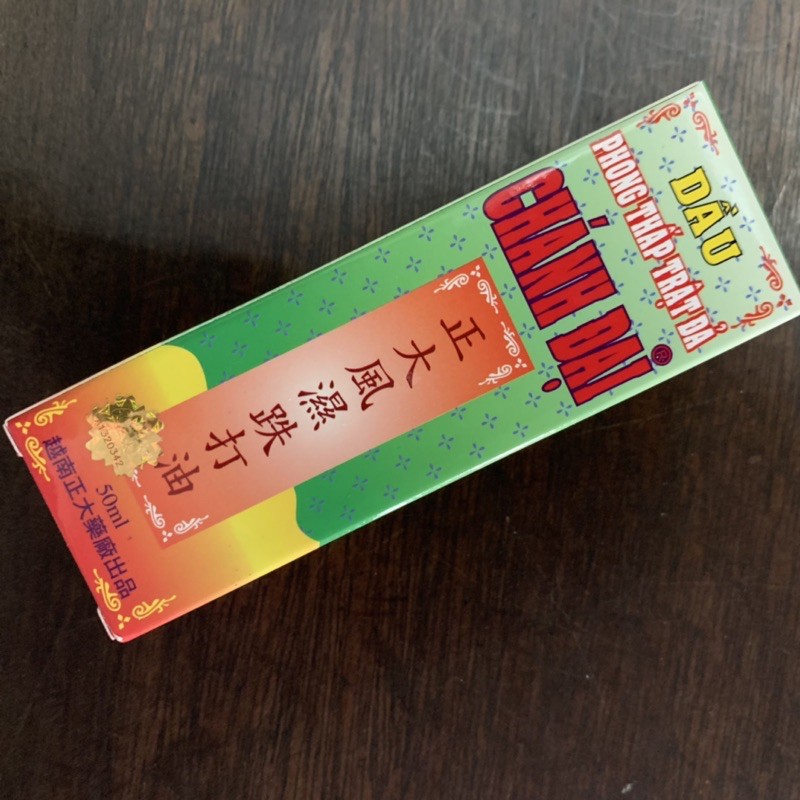 DẦU
PHONG THẤP TRẬT ĐẢ
CHÁNH ĐẠI®
正大風濕跌打油
50ml
越南正大藥廠出品